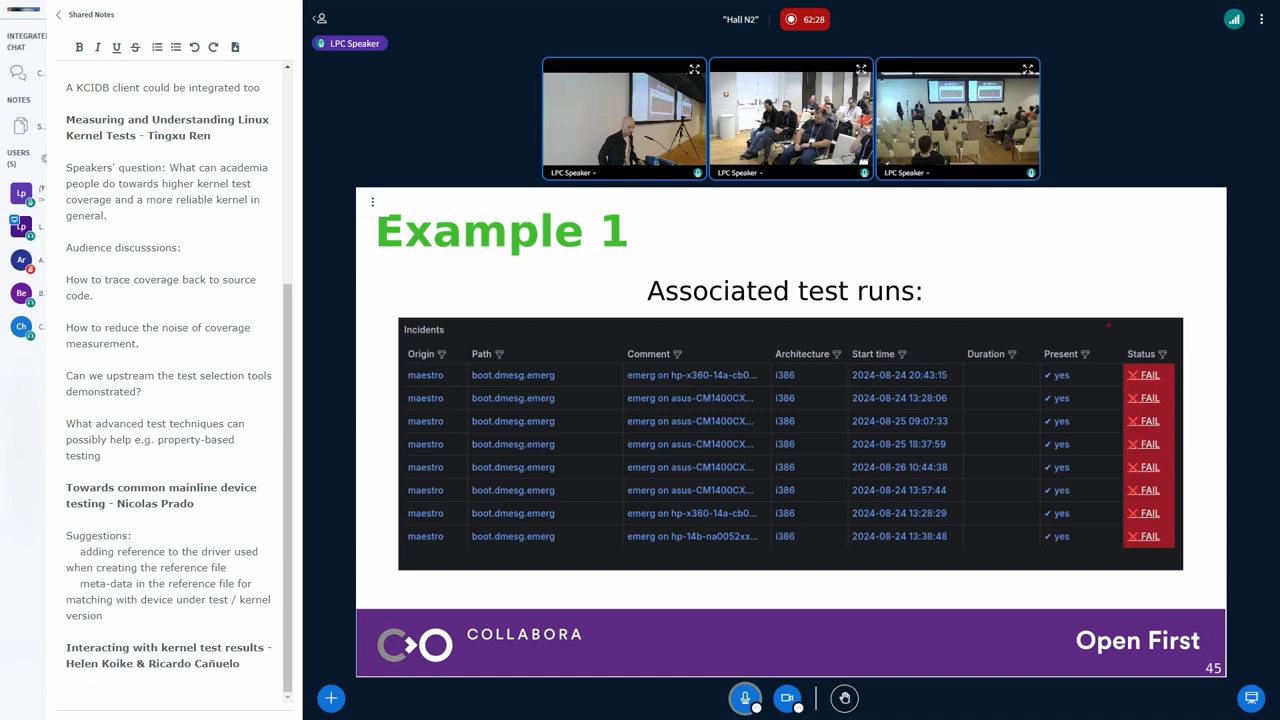 INTEGRATE
CHAT
C...
NOTES
S...
USERS
(5)
Lp
Lp
L...
Ar
A.
Be
B.
Ch
C.
Shared Notes
B I U S
A KCIDB client could be integrated too
Measuring and Understanding Linux
Kernel Tests - Tingxu Ren
Speakers' question: What can academia
people do towards higher kernel test
coverage and a more reliable kernel in
general.
Audience discusssions:
How to trace coverage back to source
code.
How to reduce the noise of coverage
measurement.
Can we upstream the test selection tools
demonstrated?
What advanced test techniques can
possibly help e.g. property-based
testing
Towards common mainline device
testing - Nicolas Prado
Suggestions:
adding reference to the driver used
when creating the reference file
meta-data in the reference file for
matching with device under test / kernel
version
Interacting with kernel test results -
Helen Koike & Ricardo Cañuelo
"Hall N2"
62:28
LPC Speaker
LPC Speaker
LPC Speaker
LPC Speaker
Example 1
Associated test runs:
Incidents
Origin Path Comment Architecture Start time Duration Present Status
maestro boot.dmesg.emerg emerg on hp-x360-14a-cb0... i386 2024-08-24 20:43:15 ✔ yes ❌ FAIL
maestro boot.dmesg.emerg emerg on asus-CM1400CX... i386 2024-08-24 13:28:06 ✔ yes ❌ FAIL
maestro boot.dmesg.emerg emerg on asus-CM1400CX... i386 2024-08-25 09:07:33 ✔ yes ❌ FAIL
maestro boot.dmesg.emerg emerg on asus-CM1400CX... i386 2024-08-25 18:37:59 ✔ yes ❌ FAIL
maestro boot.dmesg.emerg emerg on asus-CM1400CX... i386 2024-08-26 10:44:38 ✔ yes ❌ FAIL
maestro boot.dmesg.emerg emerg on asus-CM1400CX... i386 2024-08-24 13:57:44 ✔ yes ❌ FAIL
maestro boot.dmesg.emerg emerg on hp-x360-14a-cb0... i386 2024-08-24 13:28:29 ✔ yes ❌ FAIL
maestro boot.dmesg.emerg emerg on hp-14b-na0052xx... i386 2024-08-24 13:38:48 ✔ yes ❌ FAIL
COLLABORA
Open First
45